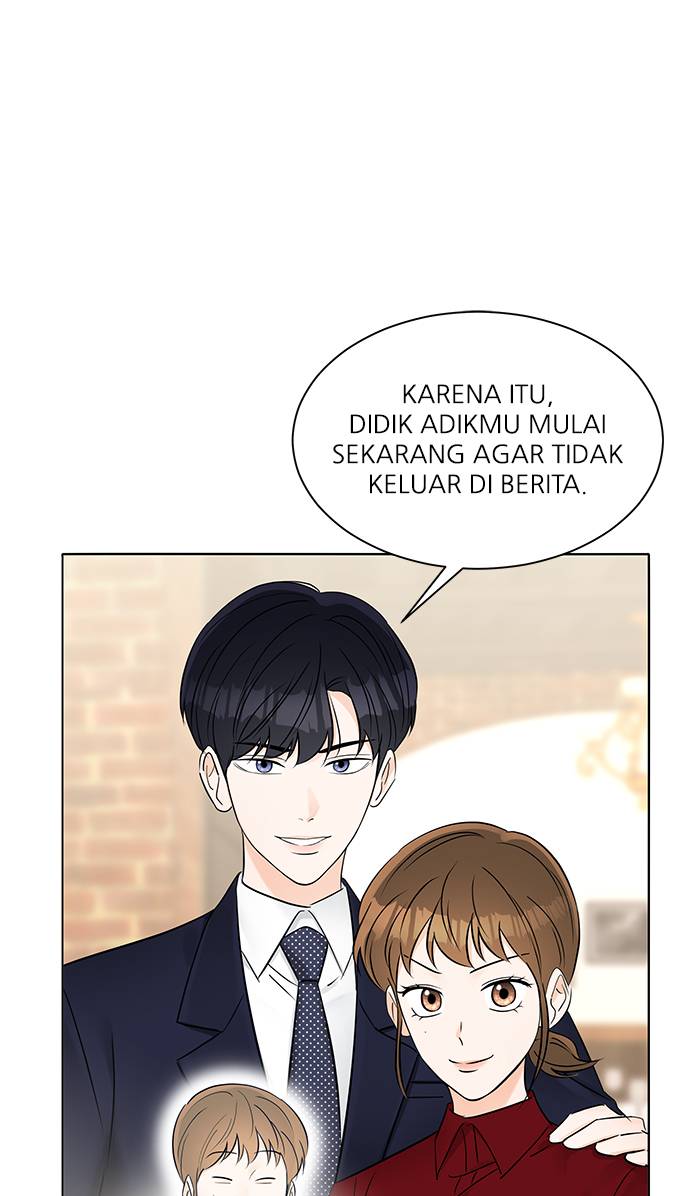 KARENA ITU,
DIDIK ADIKMU MULAI
SEKARANG AGAR TIDAK
KELUAR DI BERITA.